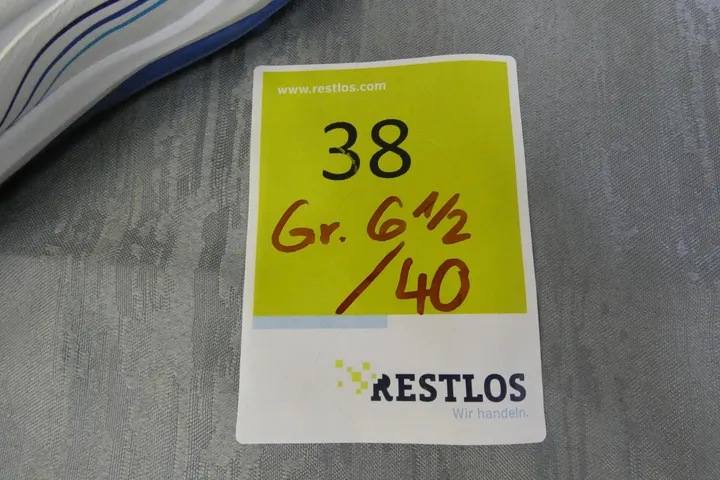 www.restlos.com
38
Gr. 6 1/2
/40
RESTLOS
Wir handeln.